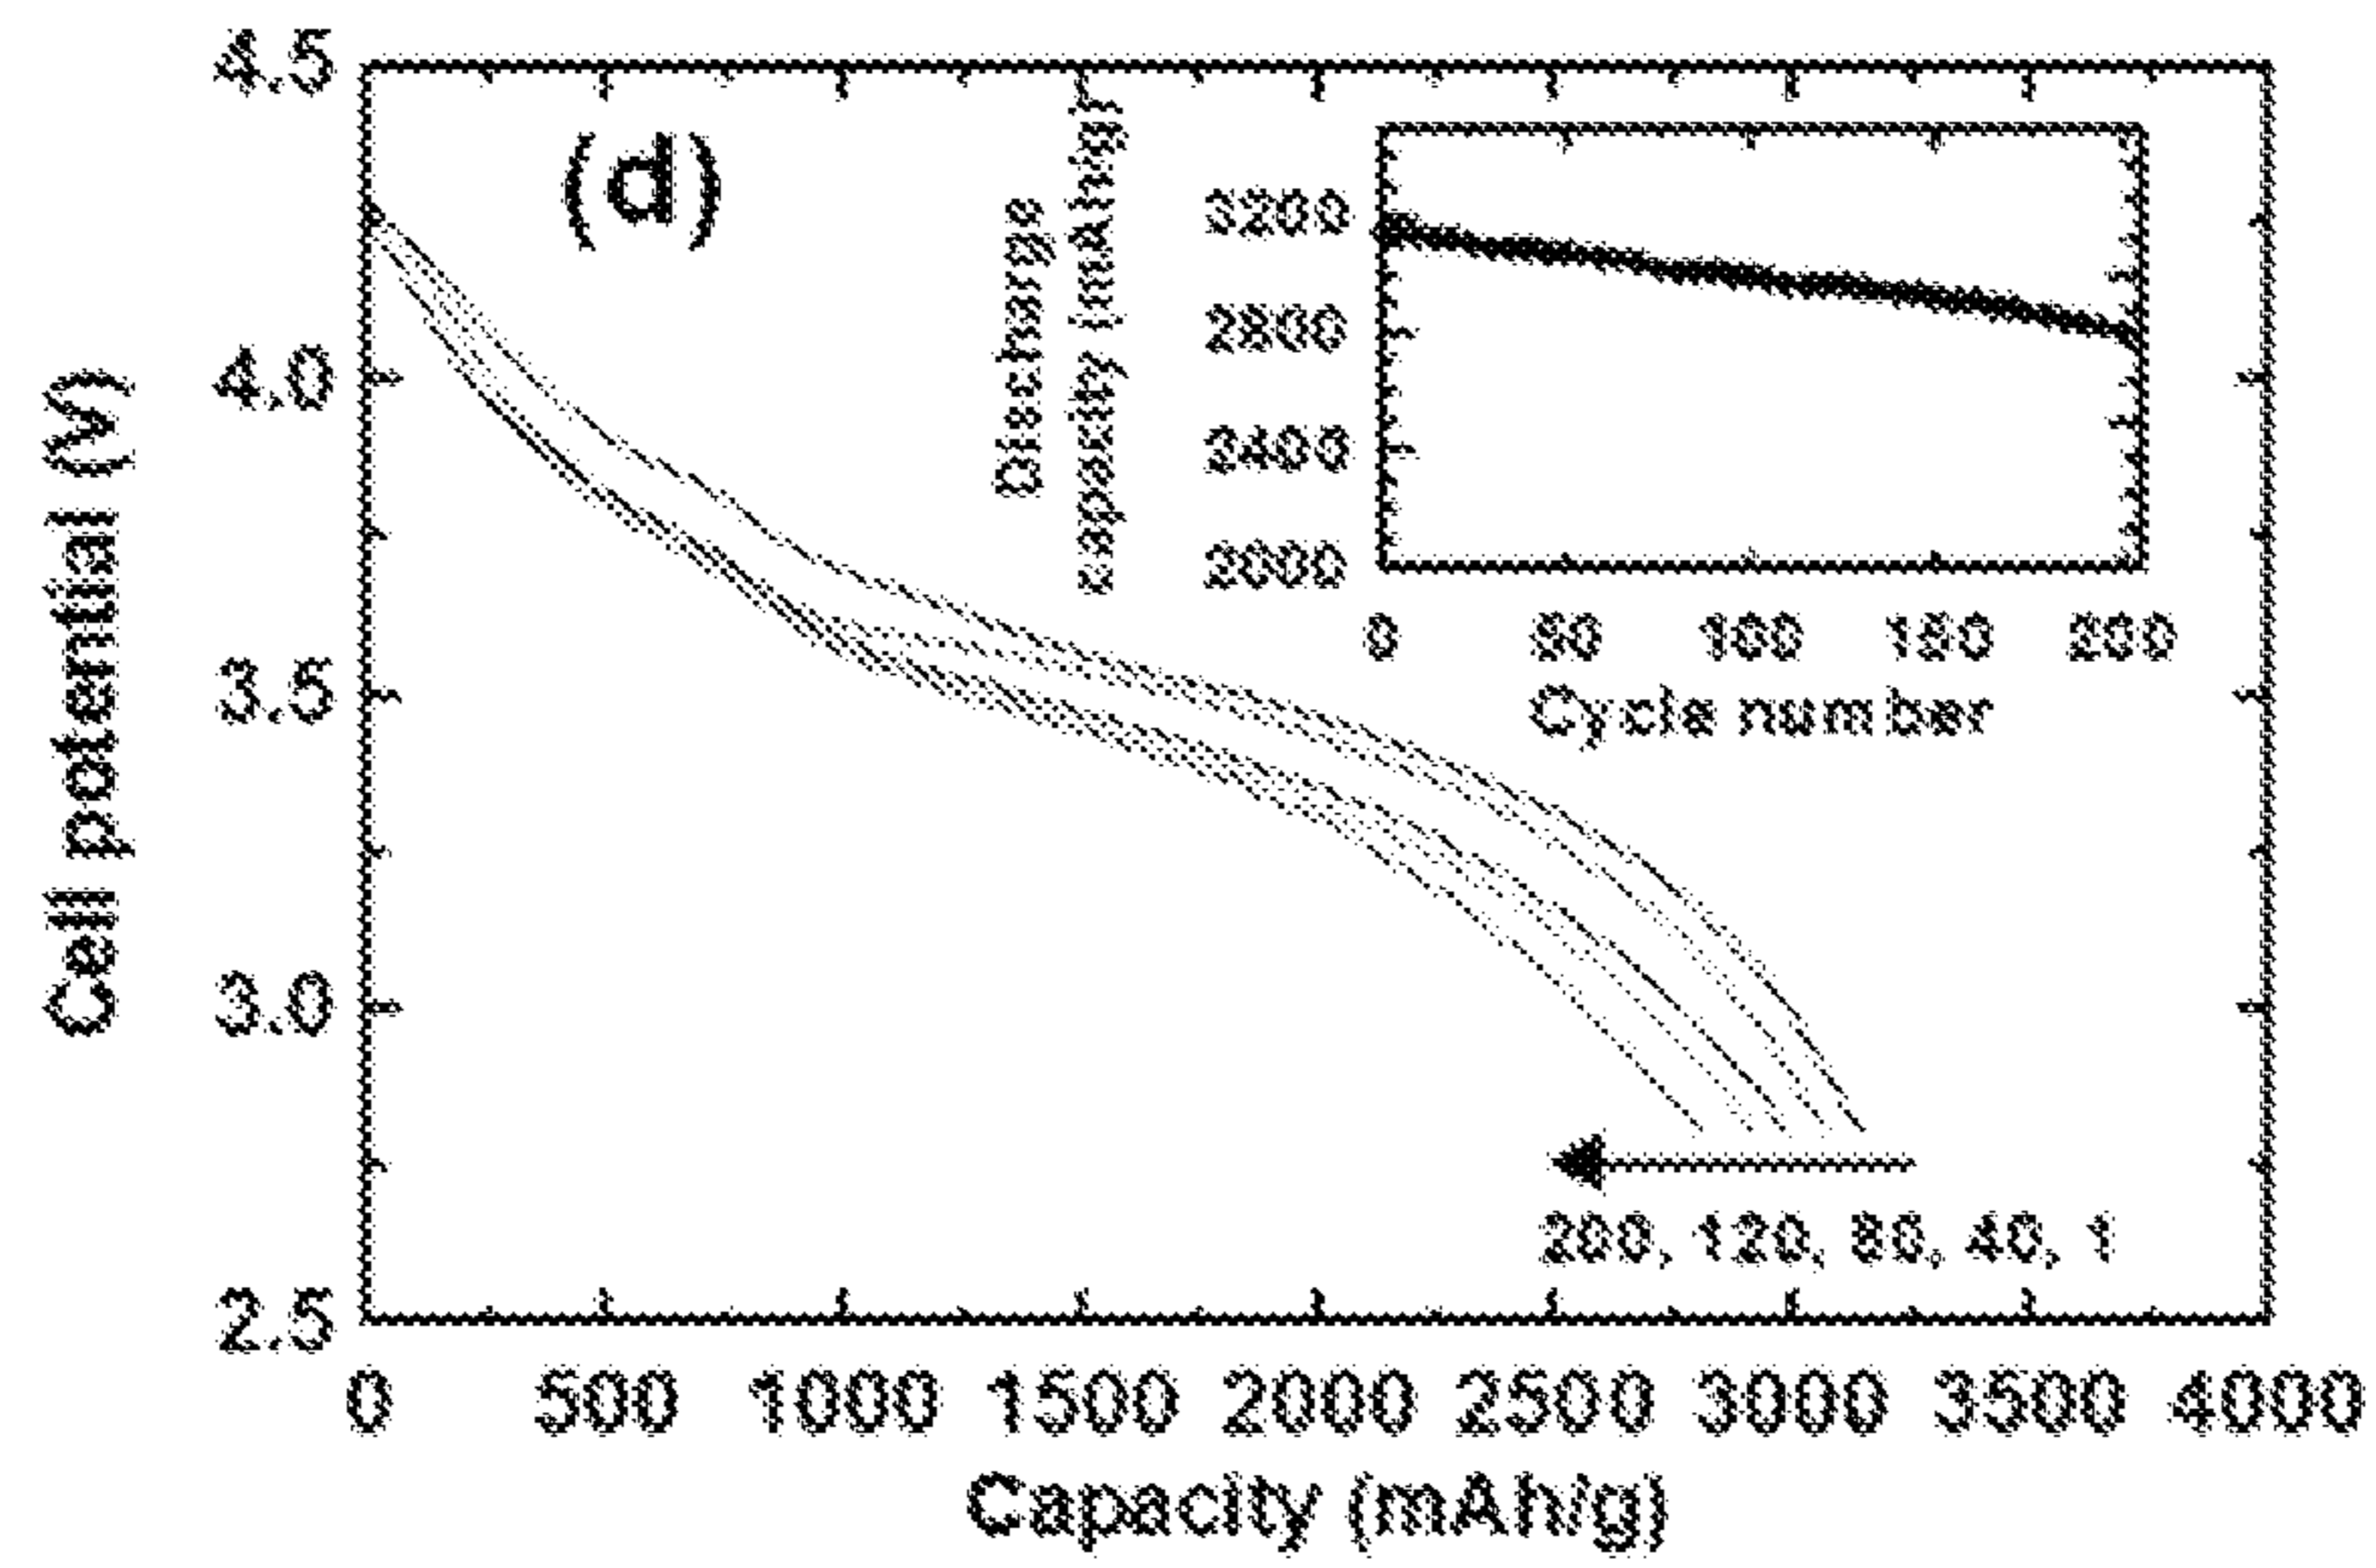 4.5
(d)
4.0
3.5
3.0
2.5
Cell potential (V)
0 500 1000 1500 2000 2500 3000 3500 4000
Capacity (mAh/g)
200, 120, 80, 40, 1
Discharge
capacity (mAh/g)
3200
2800
2400
2000
0 50 100 150 200
Cycle number